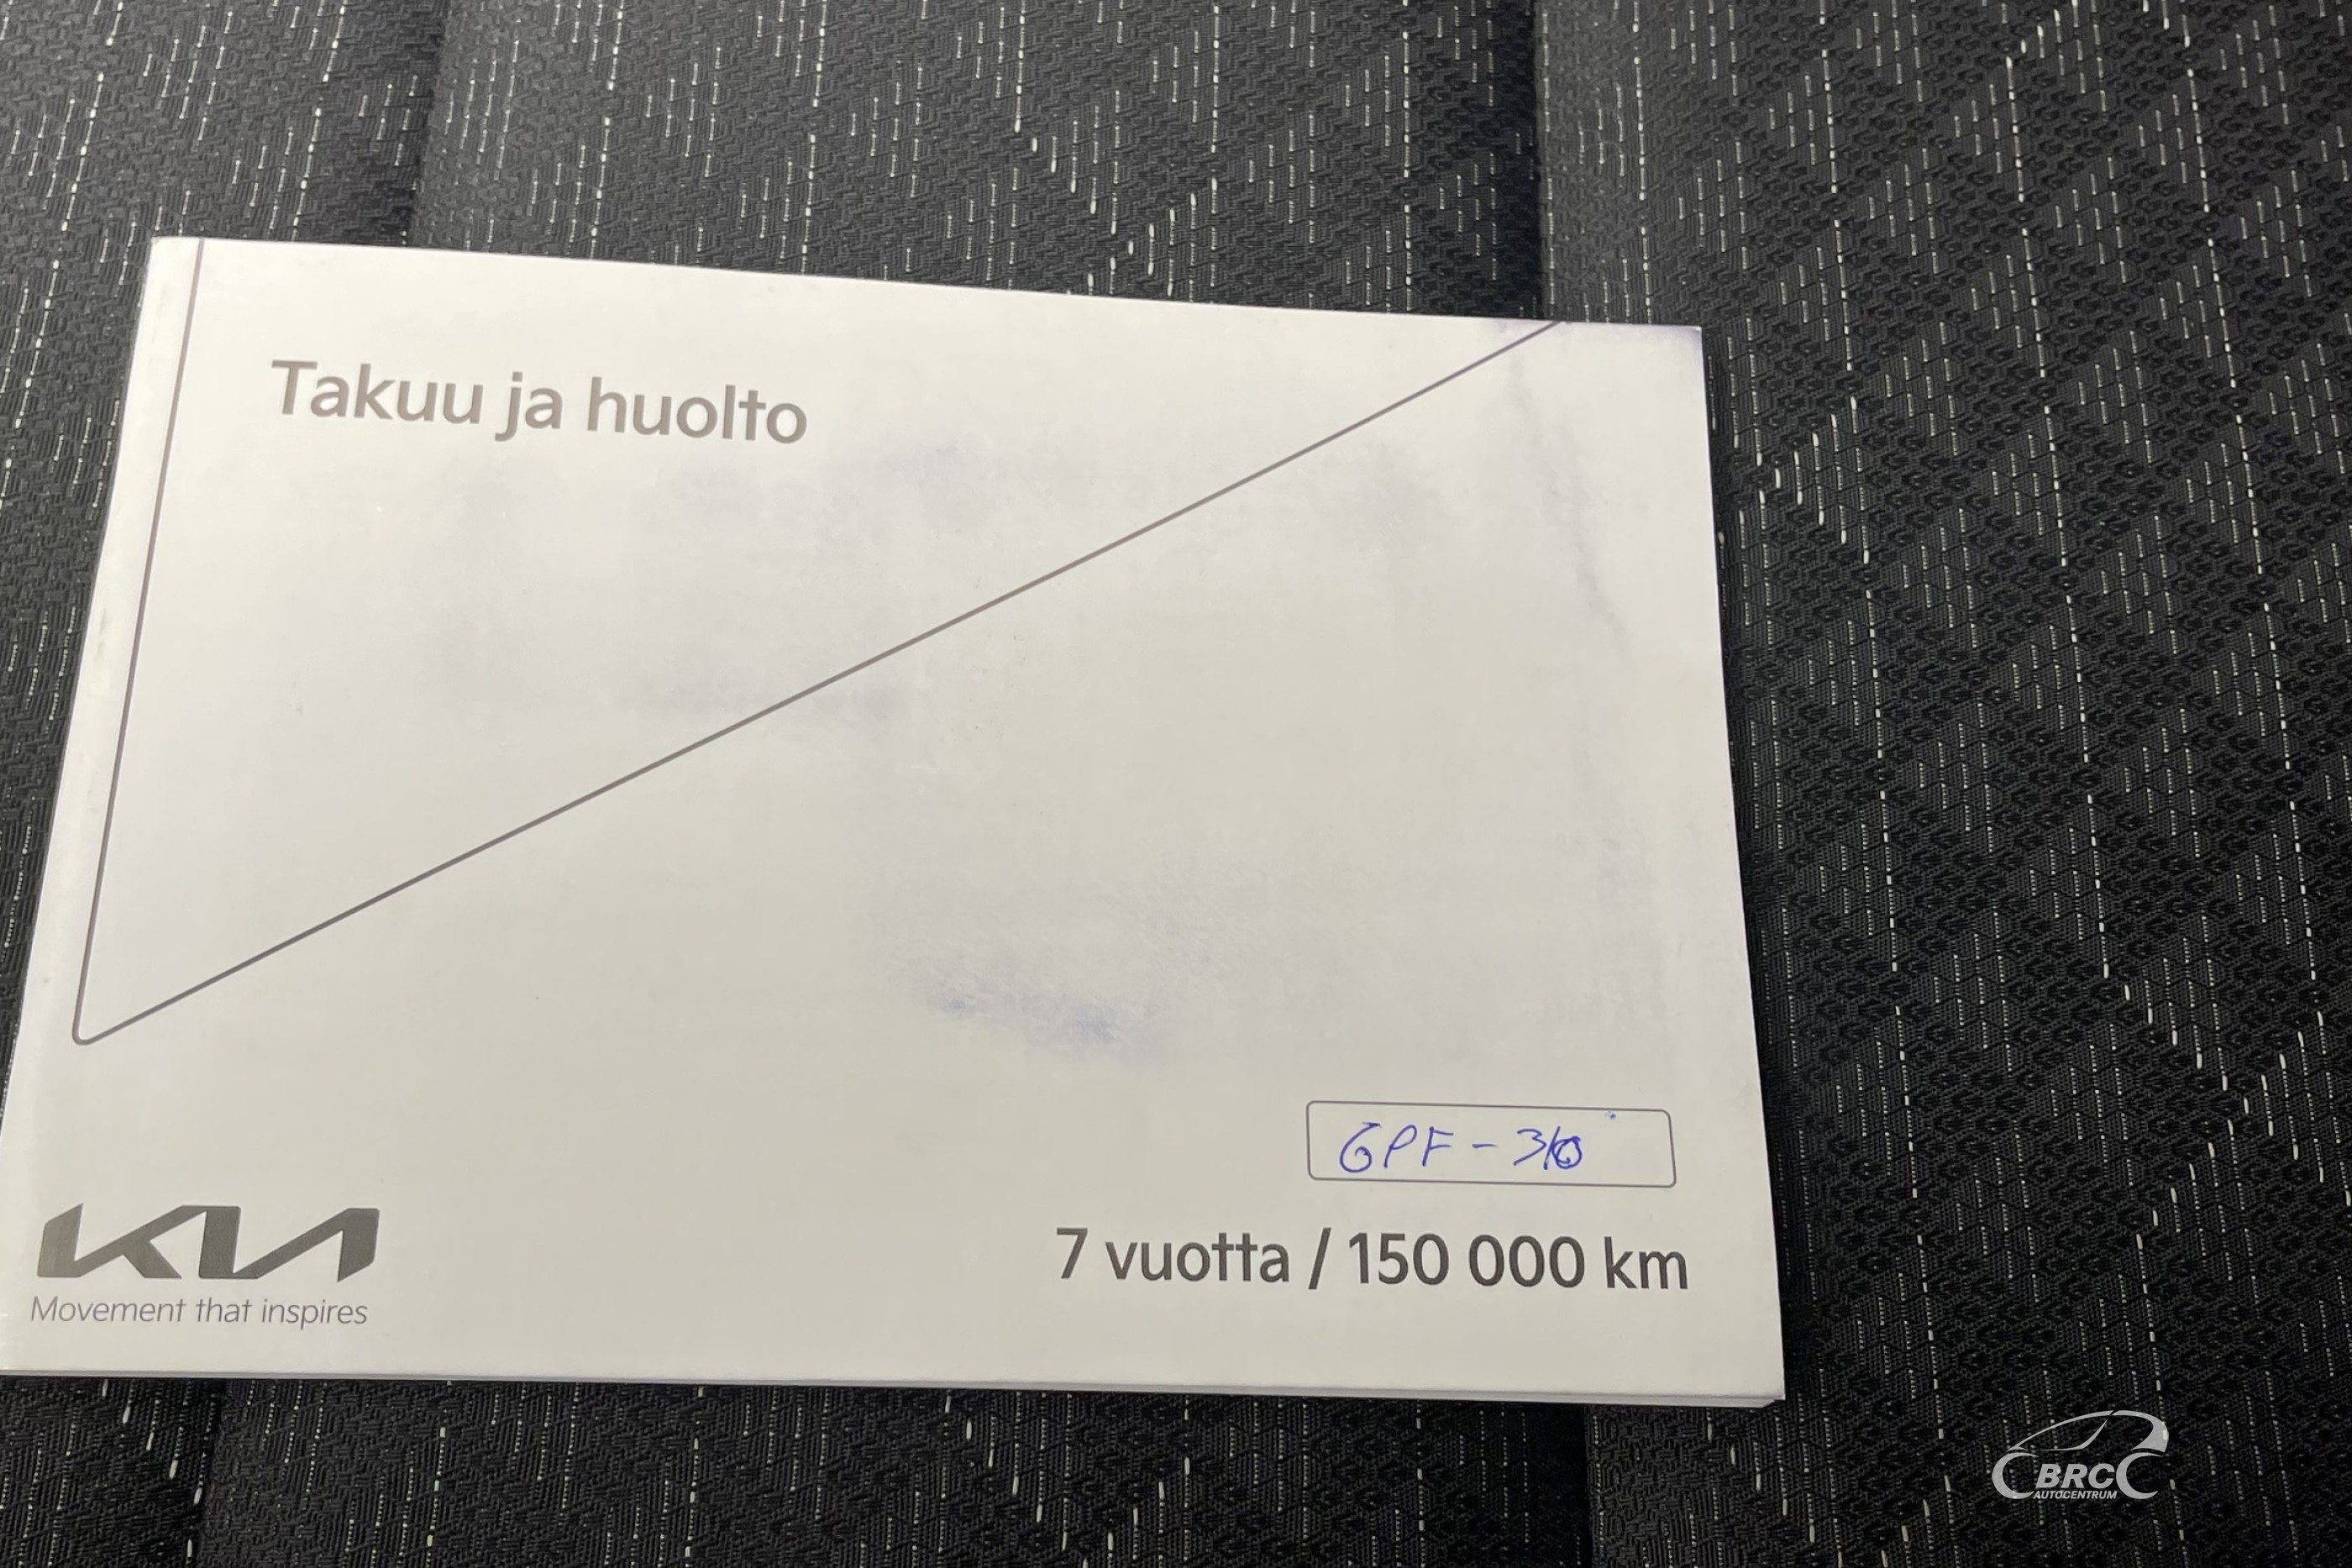 Takuu ja huolto
GPF - 310
7 vuotta / 150 000 km
KIA
Movement that inspires
BRC
AUTOCENTRUM